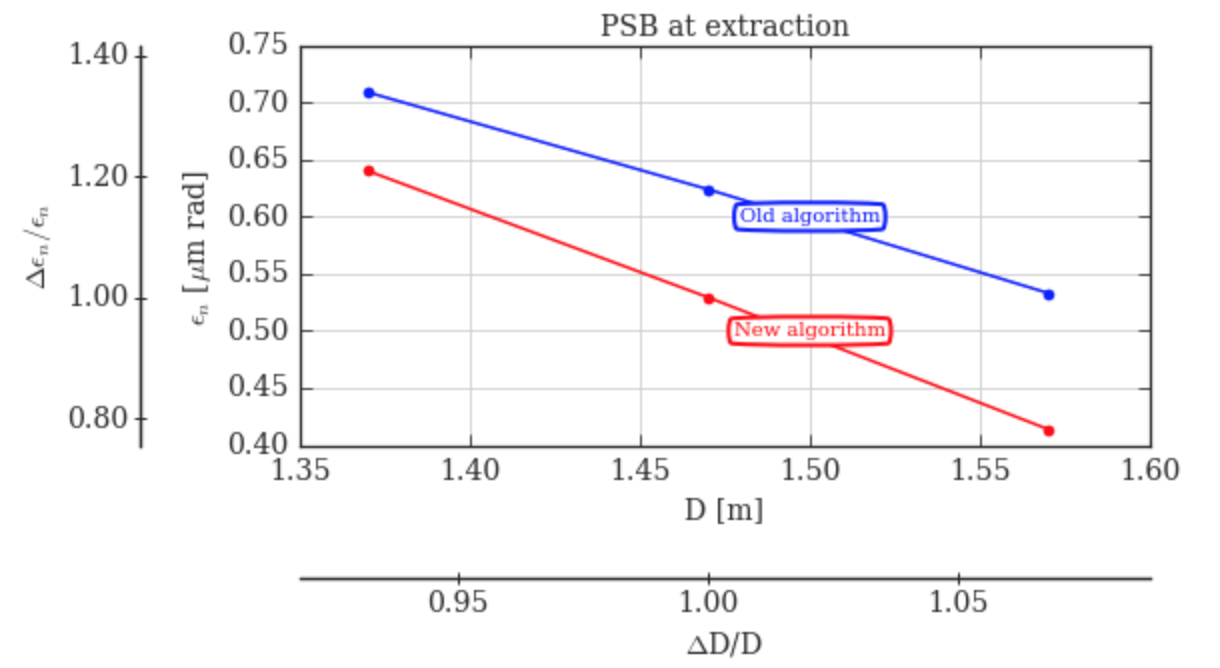 PSB at extraction
1.40
1.20
1.00
0.80
Δϵₙ/ϵₙ
0.75
0.70
0.65
0.60
0.55
0.50
0.45
0.40
ϵₙ [μm rad]
Old algorithm
New algorithm
1.35 1.40 1.45 1.50 1.55 1.60
D [m]
0.95 1.00 1.05
ΔD/D